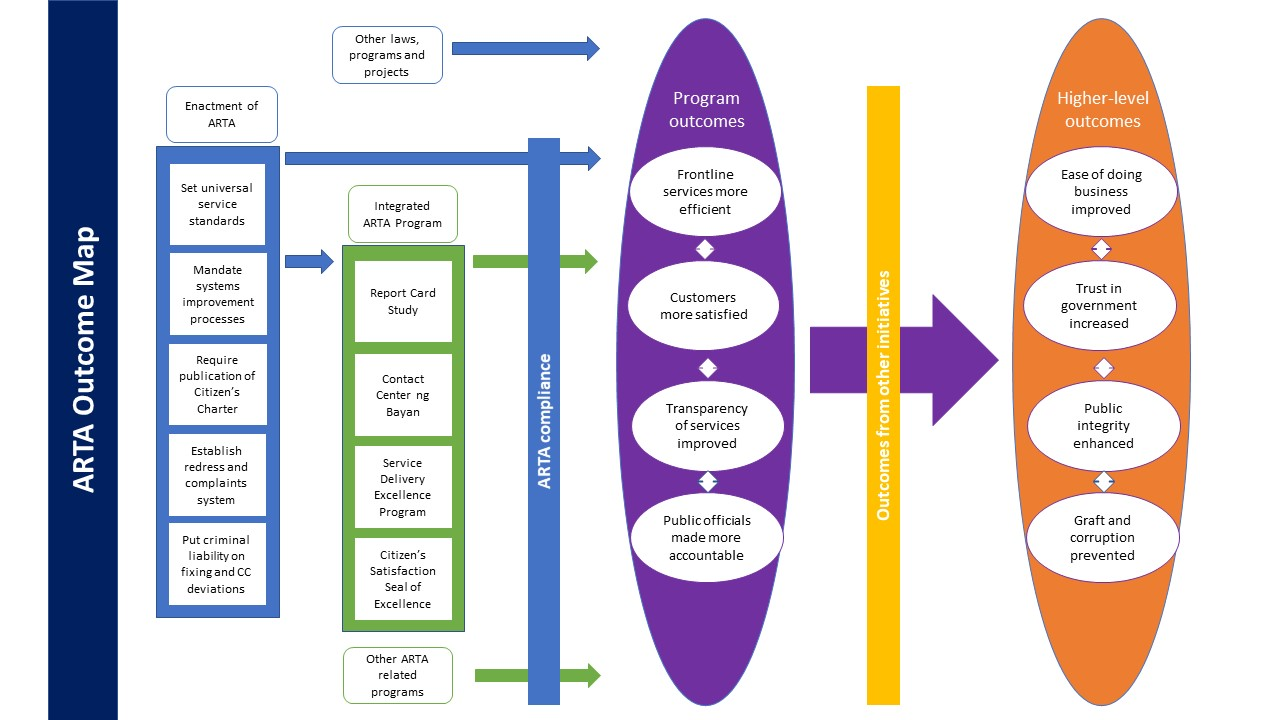 ARTA Outcome Map
Other laws,
programs and
projects
Enactment of
ARTA
Set universal
service
standards
Mandate
systems
improvement
processes
Require
publication of
Citizen's
Charter
Establish
redress and
complaints
system
Put criminal
liability on
fixing and CC
deviations
Integrated
ARTA Program
Report Card
Study
Contact
Center ng
Bayan
Service
Delivery
Excellence
Program
Citizen's
Satisfaction
Seal of
Excellence
Other ARTA
related
programs
ARTA compliance
Program
outcomes
Frontline
services more
efficient
Customers
more satisfied
Transparency
of services
improved
Public officials
made more
accountable
Outcomes from other initiatives
Higher-level
outcomes
Ease of doing
business
improved
Trust in
government
increased
Public
integrity
enhanced
Graft and
corruption
prevented